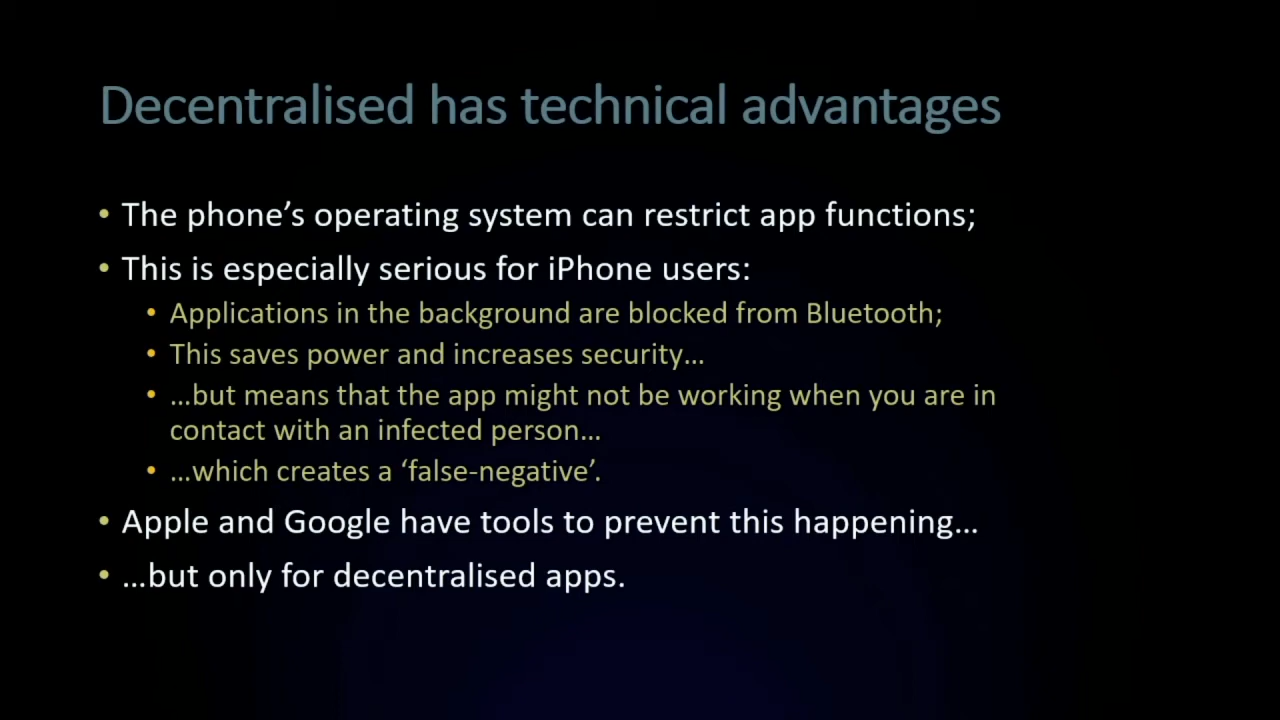 Decentralised has technical advantages
• The phone’s operating system can restrict app functions;
• This is especially serious for iPhone users:
• Applications in the background are blocked from Bluetooth;
• This saves power and increases security…
• …but means that the app might not be working when you are in
contact with an infected person…
• …which creates a ‘false-negative’.
• Apple and Google have tools to prevent this happening…
• …but only for decentralised apps.